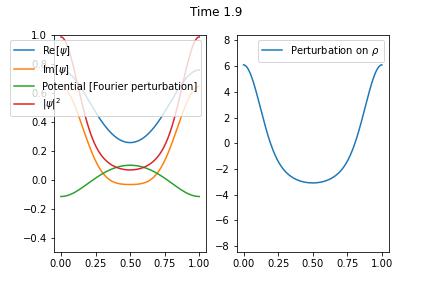 Time 1.9
Re[ψ]
Im[ψ]
Potential [Fourier perturbation]
|ψ|²
Perturbation on ρ
1.0
0.8
0.6
0.4
0.2
0.0
−0.2
−0.4
0.00 0.25 0.50 0.75 1.00
8
6
4
2
0
−2
−4
−6
−8
0.00 0.25 0.50 0.75 1.00